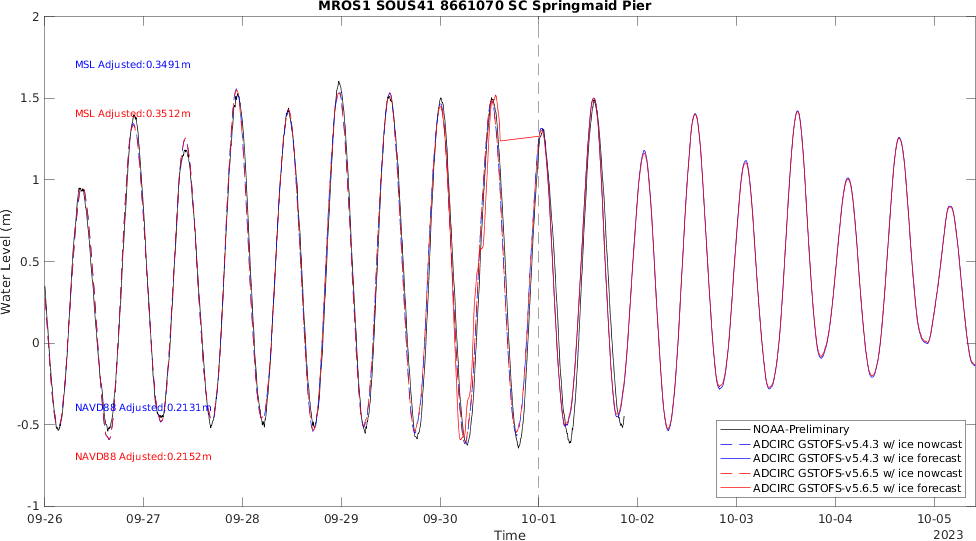 MROS1 SOUS41 8661070 SC Springmaid Pier
2
MSL Adjusted:0.3491m
1.5
MSL Adjusted:0.3512m
1
0.5
0
NAVD88 Adjusted:0.2131m
-0.5
NAVD88 Adjusted:0.2152m
-1
Water Level (m)
NOAA-Preliminary
ADCIRC GSTOFS-v5.4.3 w/ ice nowcast
ADCIRC GSTOFS-v5.4.3 w/ ice forecast
ADCIRC GSTOFS-v5.6.5 w/ ice nowcast
ADCIRC GSTOFS-v5.6.5 w/ ice forecast
09-26 09-27 09-28 09-29 09-30 10-01 10-02 10-03 10-04 10-05
2023
Time